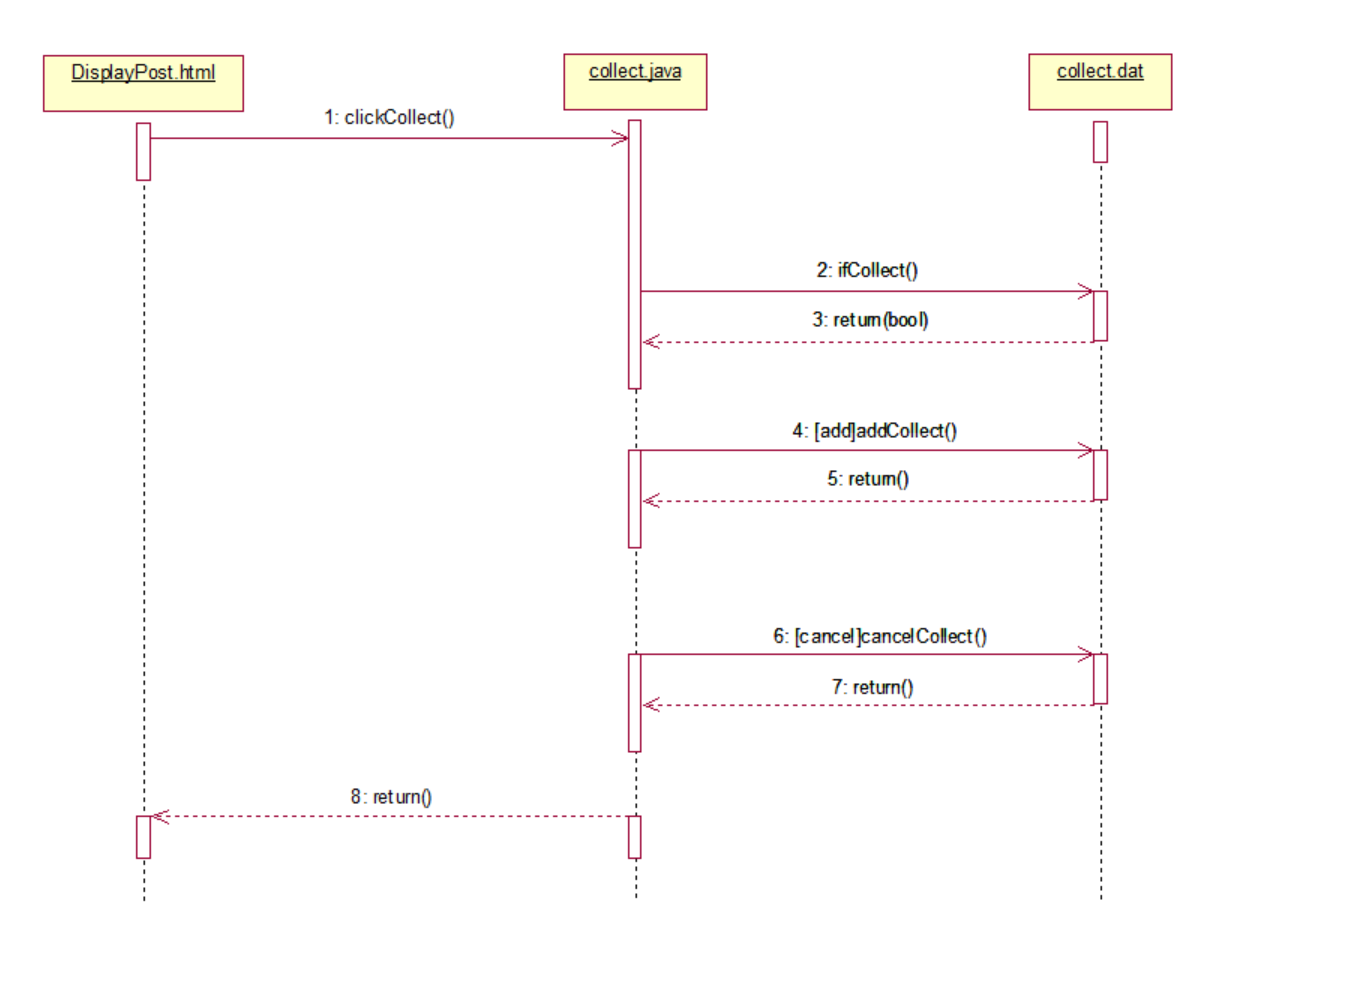 DisplayPost.html
collect.java
collect.dat
1: clickCollect()
2: ifCollect()
3: return(bool)
4: [add]addCollect()
5: return()
6: [cancel]cancelCollect()
7: return()
8: return()